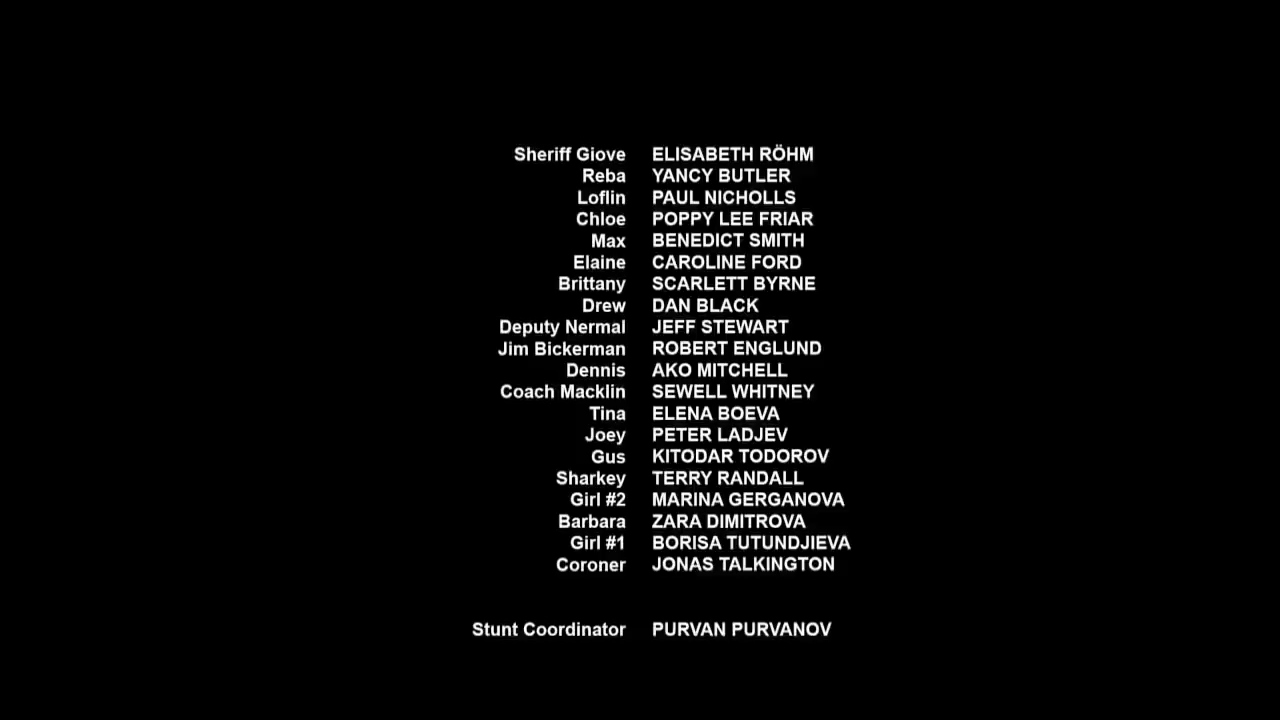 Sheriff Giove ELISABETH RÖHM
Reba YANCY BUTLER
Loflin PAUL NICHOLLS
Chloe POPPY LEE FRIAR
Max BENEDICT SMITH
Elaine CAROLINE FORD
Brittany SCARLETT BYRNE
Drew DAN BLACK
Deputy Nermal JEFF STEWART
Jim Bickerman ROBERT ENGLUND
Dennis AKO MITCHELL
Coach Macklin SEWELL WHITNEY
Tina ELENA BOEVA
Joey PETER LADJEV
Gus KITODAR TODOROV
Sharkey TERRY RANDALL
Girl #2 MARINA GERGANOVA
Barbara ZARA DIMITROVA
Girl #1 BORISA TUTUNDJIEVA
Coroner JONAS TALKINGTON
Stunt Coordinator PURVAN PURVANOV